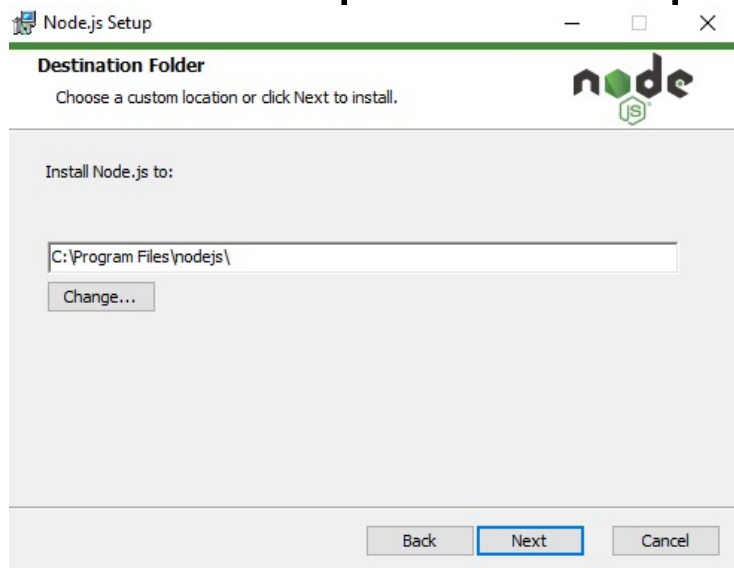 Node.js Setup
Destination Folder
Choose a custom location or click Next to install.
node
JS
Install Node.js to:
C:\Program Files\nodejs\
Change...
Back Next Cancel